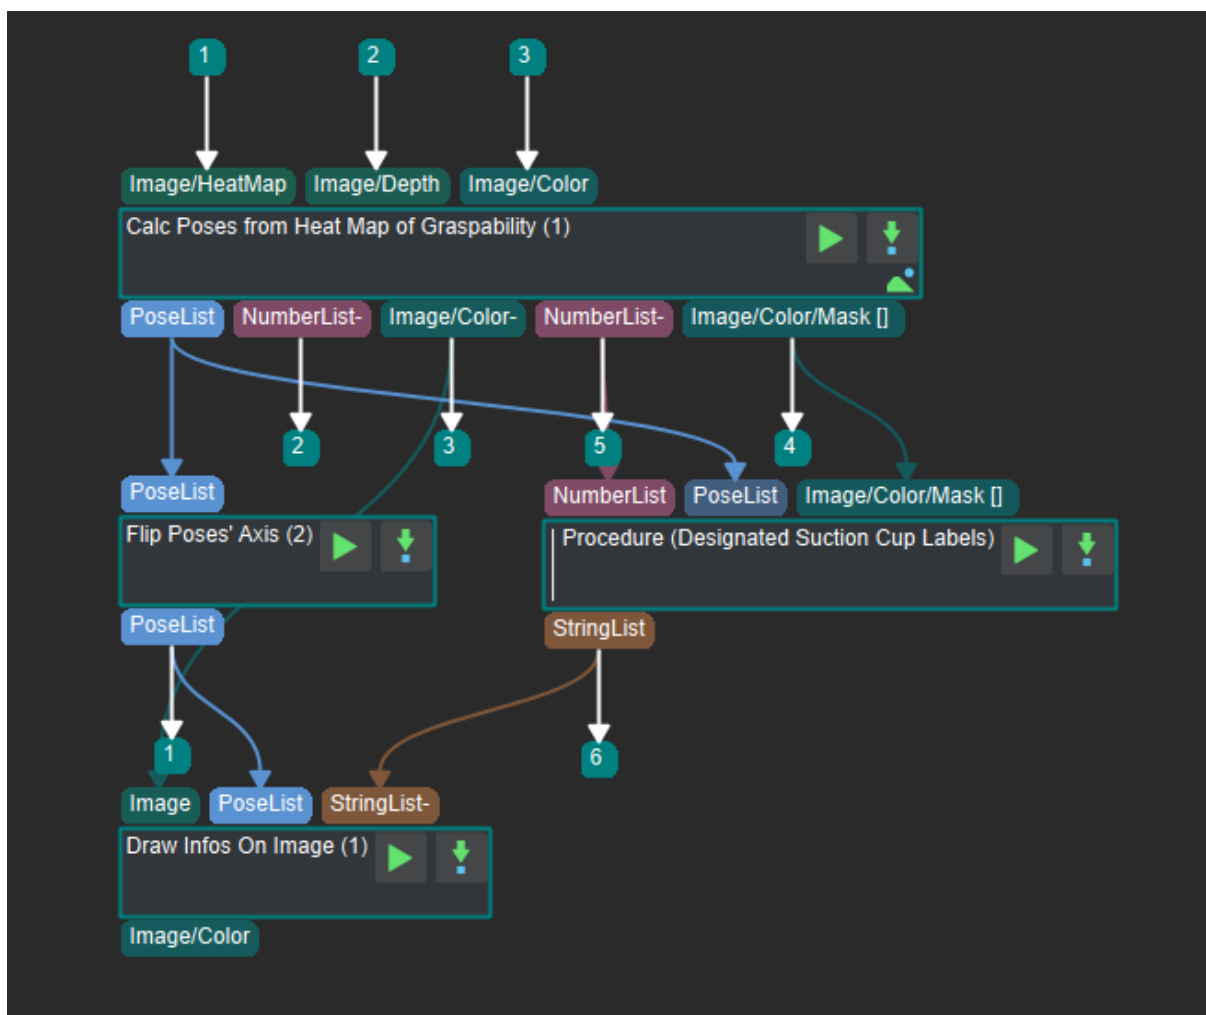 1 2 3
Image/HeatMap Image/Depth Image/Color
Calc Poses from Heat Map of Graspability (1)
PoseList NumberList- Image/Color- NumberList- Image/Color/Mask []
2 3 5 4
PoseList NumberList PoseList Image/Color/Mask []
Flip Poses' Axis (2) Procedure (Designated Suction Cup Labels)
PoseList StringList
1 6
Image PoseList StringList-
Draw Infos On Image (1)
Image/Color